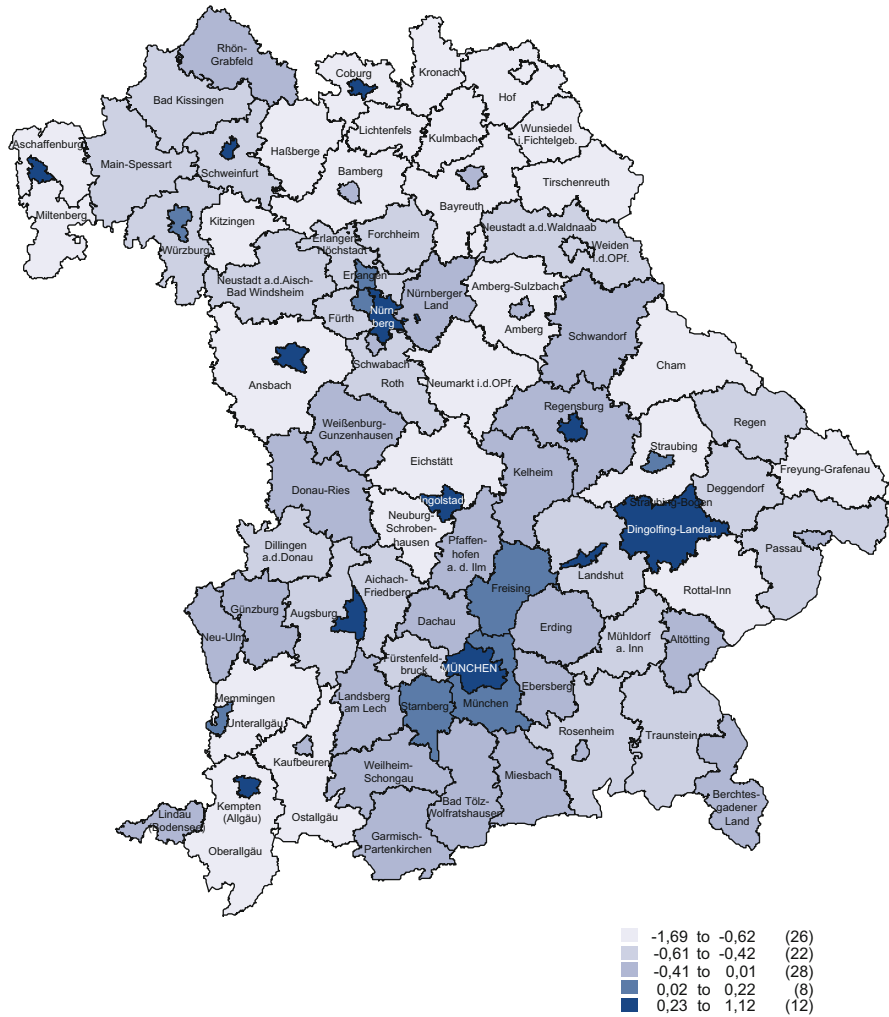 Rhön-
Grabfeld
Coburg
Kronach
Hof
Bad Kissingen
Lichtenfels
Kulmbach
Wunsiedel
i.Fichtelgeb.
Aschaffenburg
Main-Spessart
Schweinfurt
Haßberge
Bamberg
Tirschenreuth
Miltenberg
Kitzingen
Bayreuth
Würzburg
Erlangen-
Höchstadt
Forchheim
Neustadt a.d.Waldnaab
Weiden
i.d.OPf.
Neustadt a.d.Aisch-
Bad Windsheim
Erlangen
Nürnberger
Land
Amberg-Sulzbach
Fürth
Nürn-
berg
Amberg
Schwandorf
Ansbach
Schwabach
Roth
Neumarkt i.d.OPf.
Cham
Weißenburg-
Gunzenhausen
Regensburg
Regen
Eichstätt
Kelheim
Straubing
Freyung-Grafenau
Donau-Ries
Ingolstad
Straubing-Bogen
Deggendorf
Neuburg-
Schroben-
hausen
Dingolfing-Landau
Dillingen
a.d.Donau
Pfaffen-
hofen
a. d. Ilm
Passau
Aichach-
Friedberg
Freising
Landshut
Rottal-Inn
Günzburg
Augsburg
Dachau
Erding
Neu-Ulm
Mühldorf
a. Inn
Altötting
Fürstenfeld-
bruck
MÜNCHEN
Memmingen
Landsberg
am Lech
Starnberg
München
Ebersberg
Unterallgäu
Rosenheim
Traunstein
Kaufbeuren
Weilheim-
Schongau
Miesbach
Berchtes-
gadener
Land
Kempten
(Allgäu)
Bad Tölz-
Wolfratshausen
Lindau
(Bodensee)
Ostallgäu
Garmisch-
Partenkirchen
Oberallgäu
-1,69 to -0,62 (26)
-0,61 to -0,42 (22)
-0,41 to 0,01 (28)
0,02 to 0,22 (8)
0,23 to 1,12 (12)